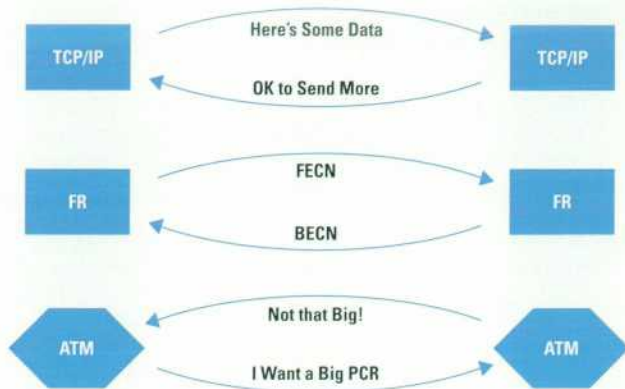 Here's Some Data
TCP/IP
TCP/IP
OK to Send More
FECN
FR
FR
BECN
Not that Big!
ATM
ATM
I Want a Big PCR